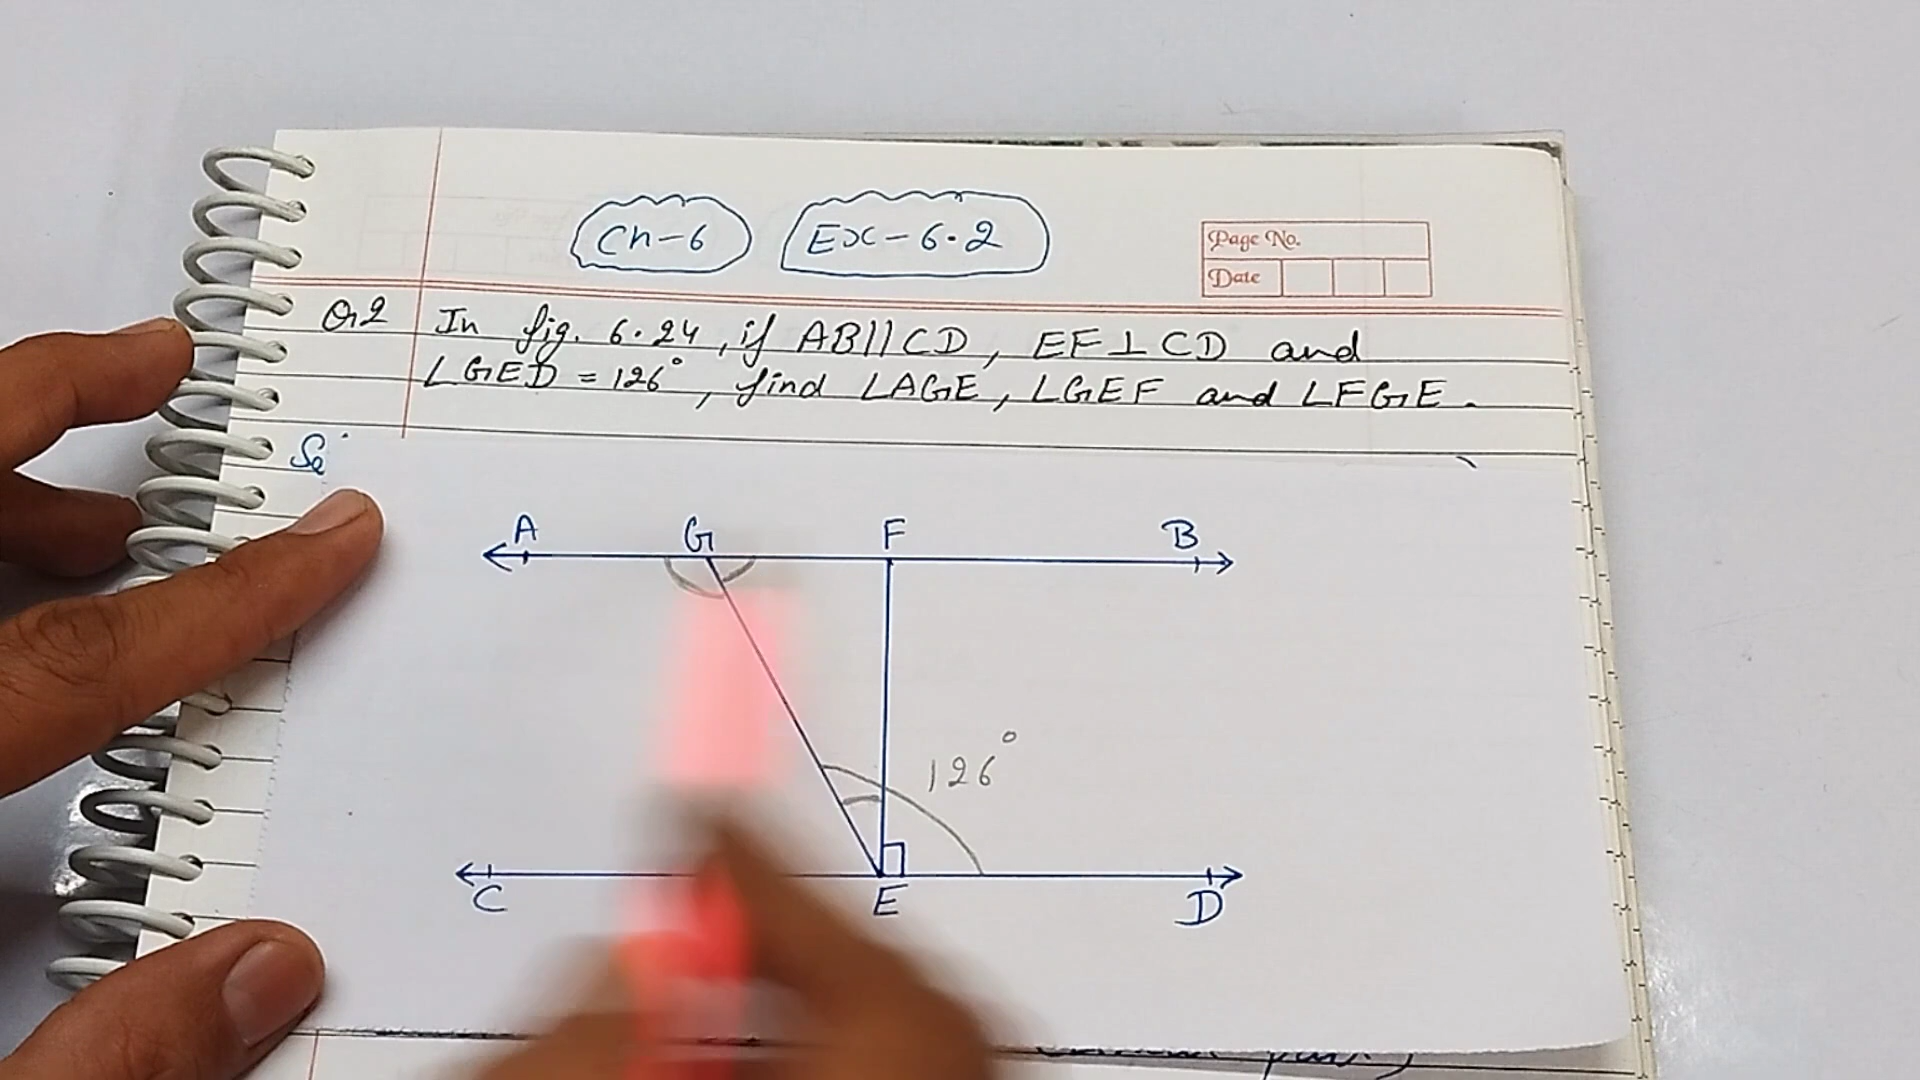 Ch-6 Ex-6.2
Page No.
Date
Q2 In fig. 6.24, if AB||CD, EF⊥CD and
∠GED = 126°, find ∠AGE, ∠GEF and ∠FGE.
A G F B
126°
C E D